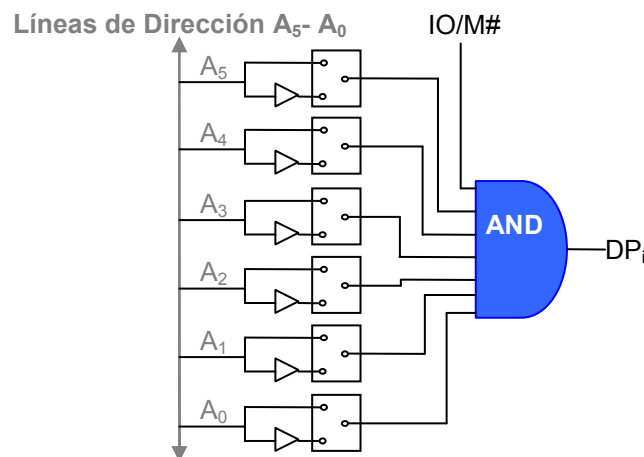 Líneas de Dirección A₅- A₀
IO/M#
A₅
A₄
A₃
AND
DPᵢ
A₂
A₁
A₀